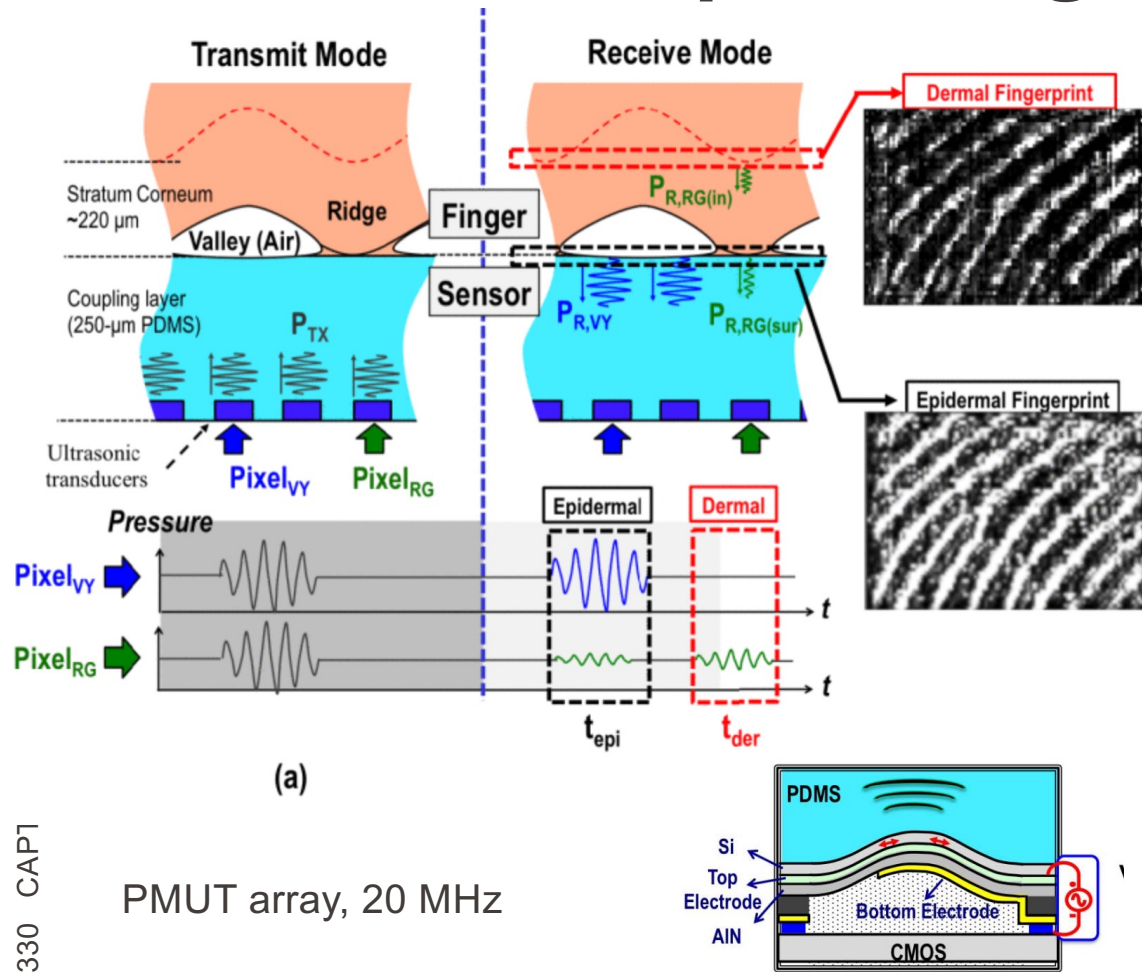 Transmit Mode
Receive Mode
Dermal Fingerprint
Stratum Corneum
~220 µm
Ridge
Valley (Air)
Finger
P_R,RG(in)
Sensor
Coupling layer
(250-µm PDMS)
P_TX
P_R,VY
P_R,RG(sur)
Epidermal Fingerprint
Ultrasonic
transducers
Pixel_VY
Pixel_RG
Pressure
Epidermal
Dermal
Pixel_VY
t
Pixel_RG
t
t_epi
t_der
(a)
PDMS
Si
Top
Electrode
AlN
Bottom Electrode
CMOS
PMUT array, 20 MHz
330